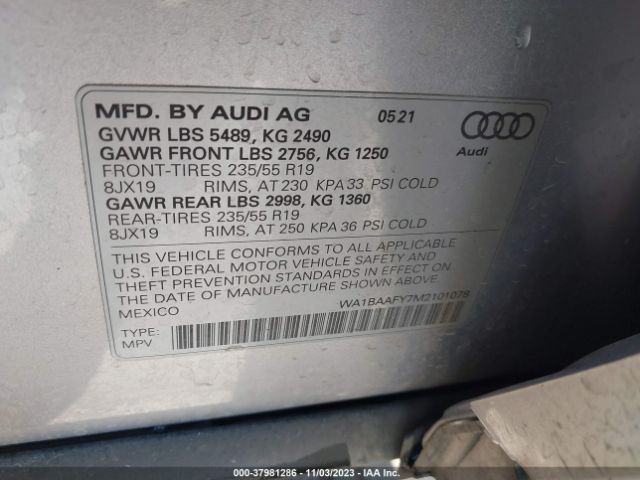 MFD. BY AUDI AG 05 21
GVWR LBS 5489, KG 2490
GAWR FRONT LBS 2756, KG 1250
FRONT-TIRES 235/55 R19
8JX19 RIMS, AT 230 KPA 33 PSI COLD
GAWR REAR LBS 2998, KG 1360
REAR-TIRES 235/55 R19
8JX19 RIMS, AT 250 KPA 36 PSI COLD
Audi
THIS VEHICLE CONFORMS TO ALL APPLICABLE
U.S. FEDERAL MOTOR VEHICLE SAFETY AND
THEFT PREVENTION STANDARDS IN EFFECT ON
THE DATE OF MANUFACTURE SHOWN ABOVE.
MEXICO
WA1BAAFY7M2101078
TYPE:
MPV
000-37981286 - 11/03/2023 - IAA Inc.